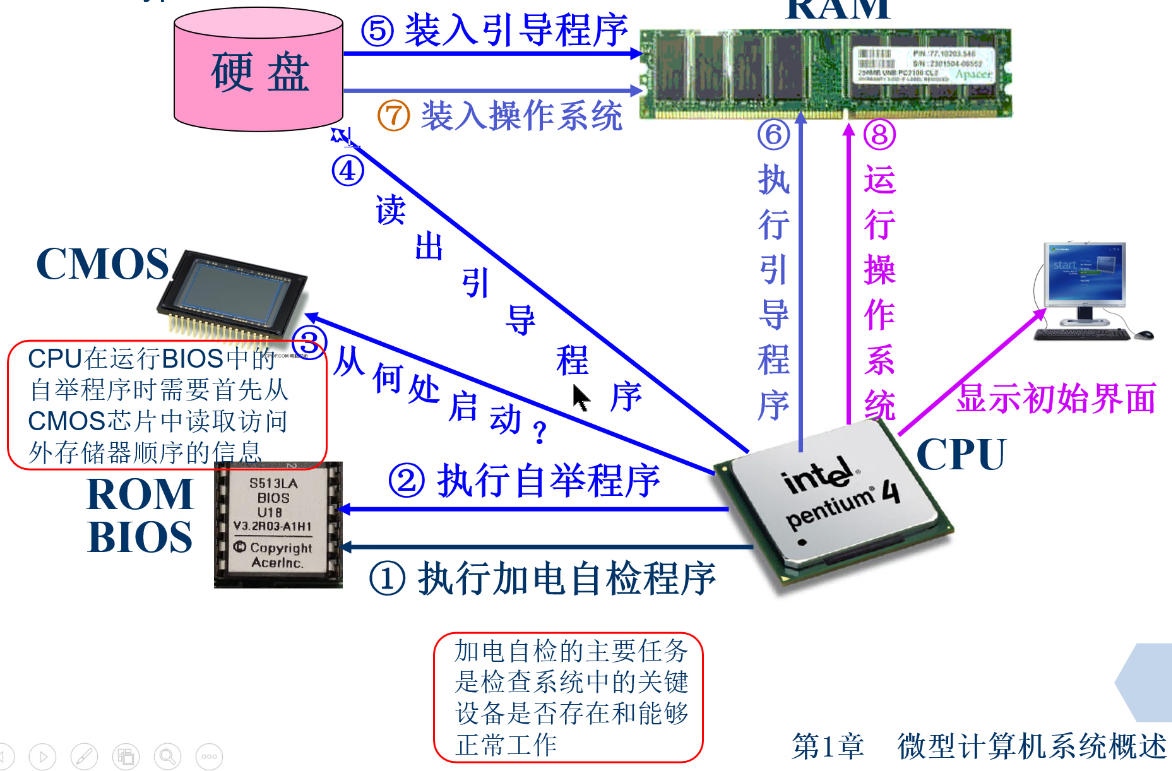 RAM
⑤ 装入引导程序
硬 盘
PIN:77.10203.546
S/N:2301504-06552
256MB UNB PC2100 CL2
Apacer
⑦ 装入操作系统
④ 读出引导程序
⑥ 执行引导程序
⑧ 运行操作系统
CMOS
③ 从何处启动？
CPU在运行BIOS中的
自举程序时需要首先从
CMOS芯片中读取访问
外存储器顺序的信息
start
显示初始界面
CPU
intel
pentium® 4
② 执行自举程序
ROM
BIOS
S513LA
BIOS
U18
V3.2R03-A1H1
© Copyright
AcerInc.
① 执行加电自检程序
加电自检的主要任务
是检查系统中的关键
设备是否存在和能够
正常工作
第1章 微型计算机系统概述